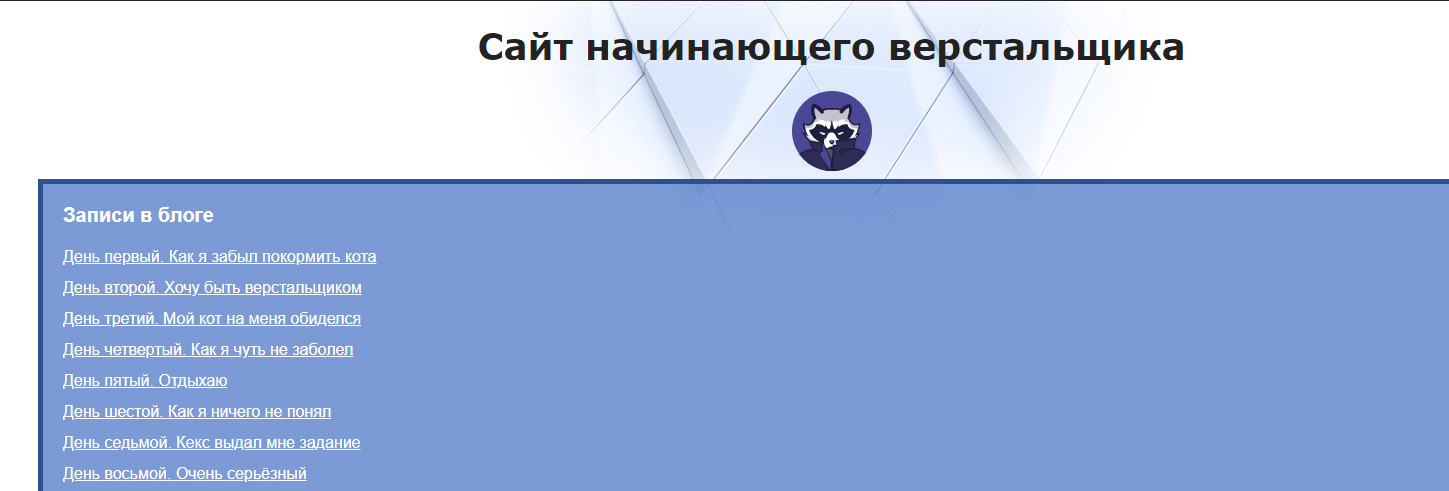 Сайт начинающего верстальщика
Записи в блоге
День первый. Как я забыл покормить кота
День второй. Хочу быть верстальщиком
День третий. Мой кот на меня обиделся
День четвертый. Как я чуть не заболел
День пятый. Отдыхаю
День шестой. Как я ничего не понял
День седьмой. Кекс выдал мне задание
День восьмой. Очень серьёзный